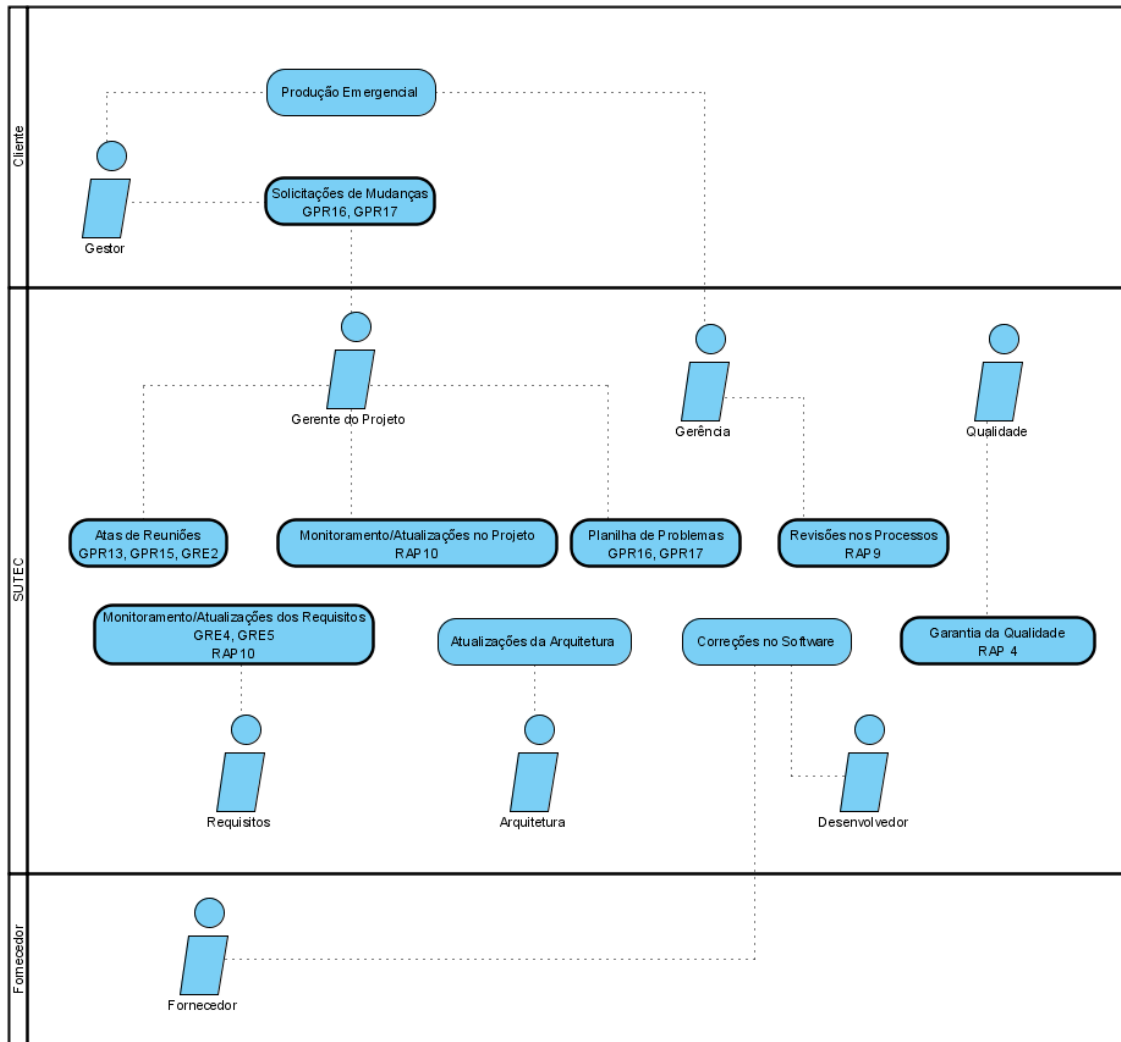 Cliente
Produção Emergencial
Solicitações de Mudanças
GPR16, GPR17
Gestor
SUTEC
Gerente do Projeto
Gerência
Qualidade
Atas de Reuniões
GPR13, GPR15, GRE2
Monitoramento/Atualizações no Projeto
RAP10
Planilha de Problemas
GPR16, GPR17
Revisões nos Processos
RAP9
Monitoramento/Atualizações dos Requisitos
GRE4, GRE5
RAP10
Atualizações da Arquitetura
Correções no Software
Garantia da Qualidade
RAP 4
Requisitos
Arquitetura
Desenvolvedor
Fornecedor
Fornecedor